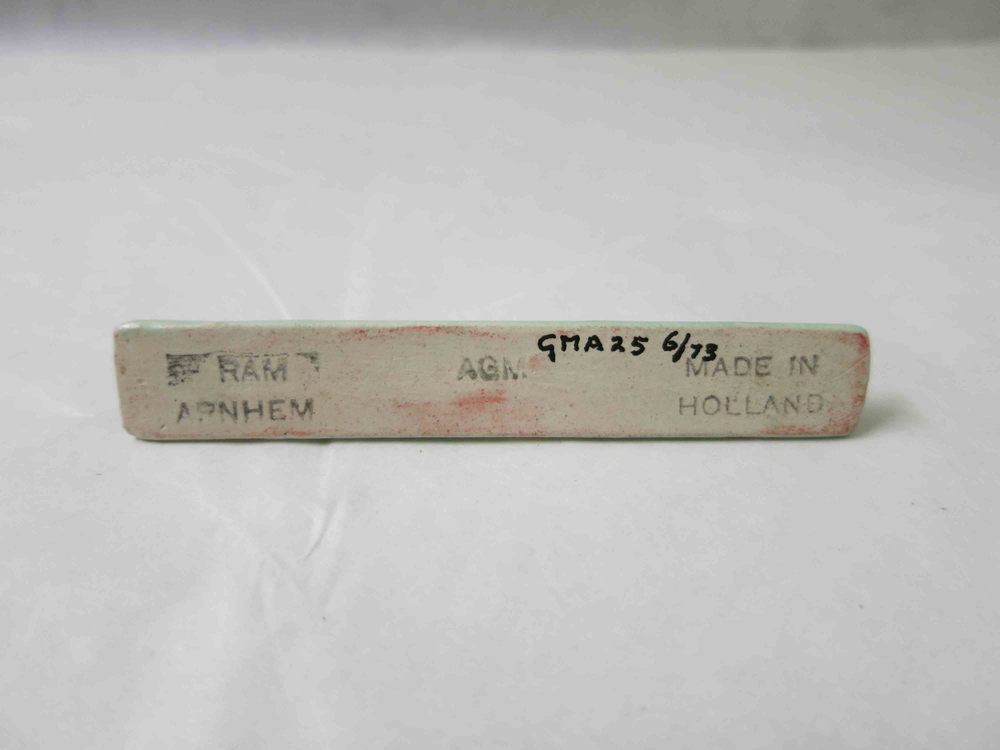 RAM
ARNHEM
AGM
GMA25 6/73
MADE IN
HOLLAND